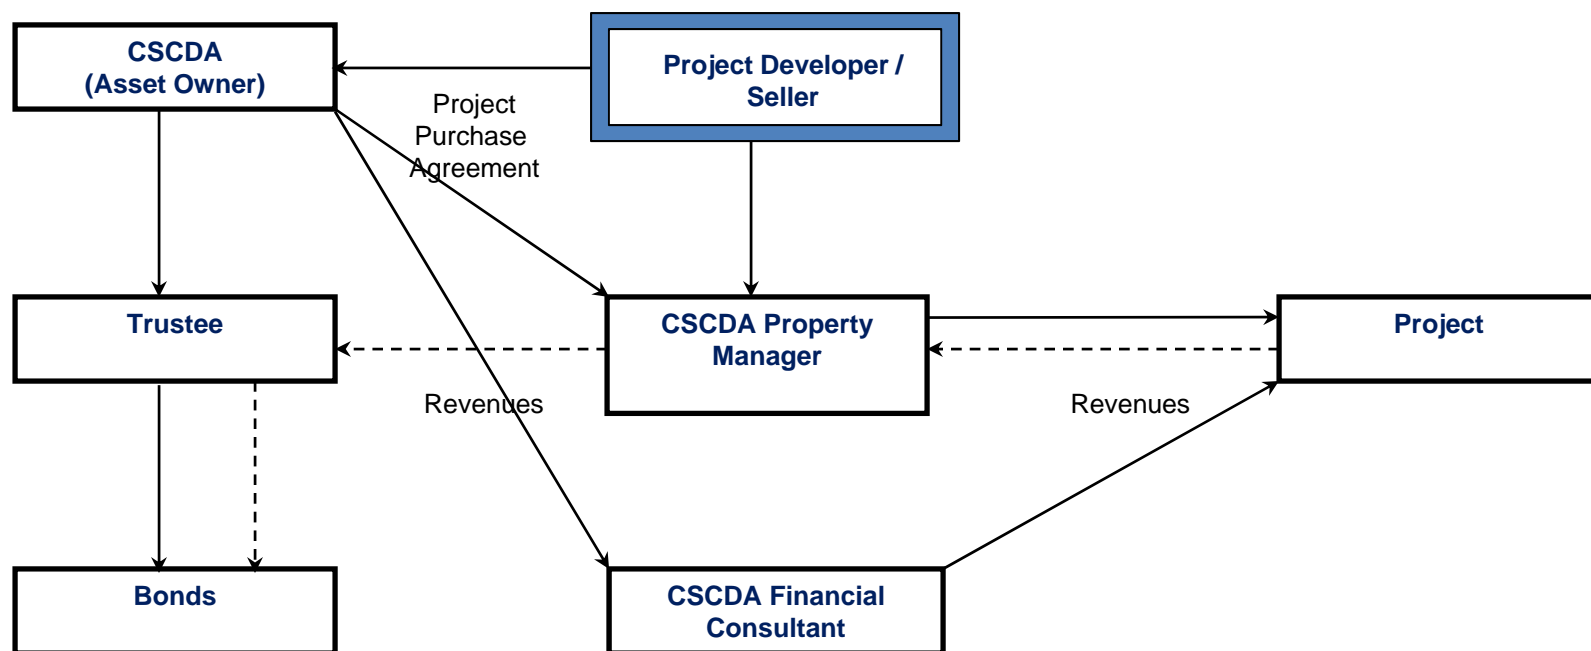 CSCDA
(Asset Owner)
Project Developer /
Seller
Project
Purchase
Agreement
Trustee
CSCDA Property
Manager
Project
Revenues
Revenues
Bonds
CSCDA Financial
Consultant